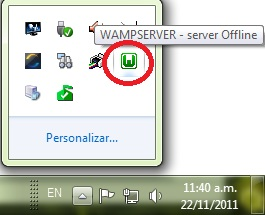 WAMPSERVER - server Offline
W
Personalizar...
EN
11:40 a.m.
22/11/2011